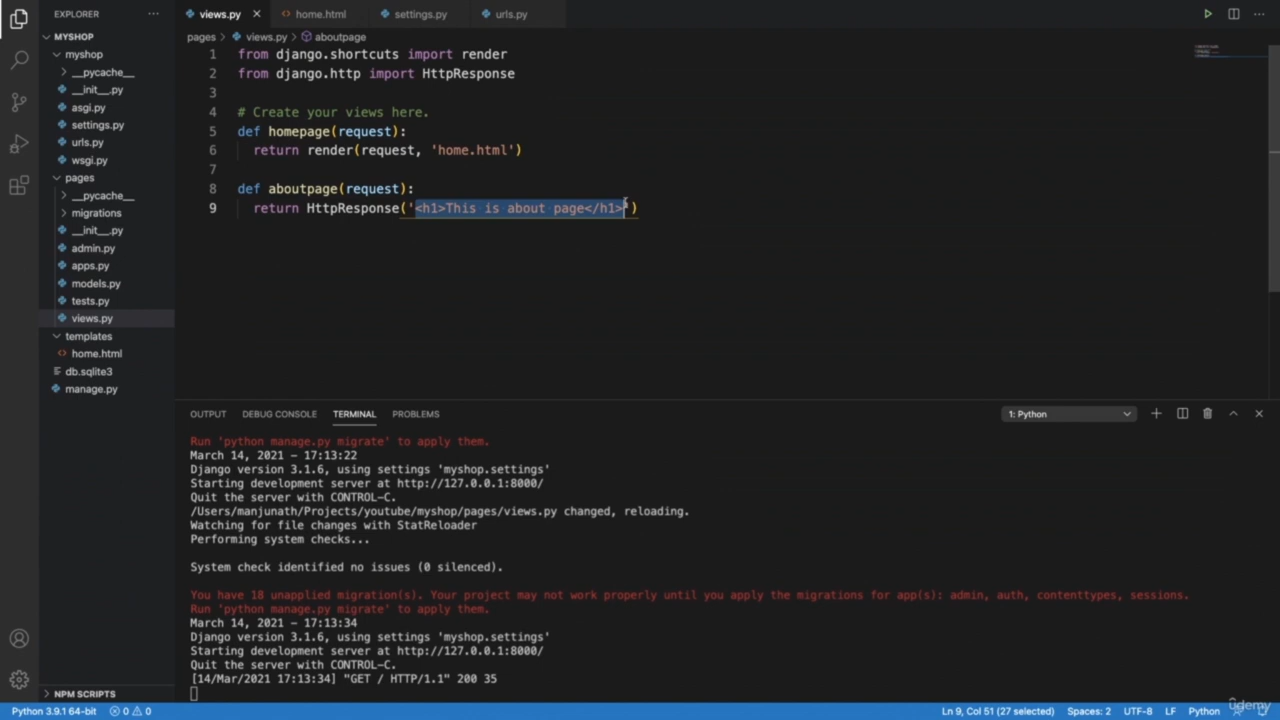 EXPLORER
MYSHOP
myshop
__pycache__
__init__.py
asgi.py
settings.py
urls.py
wsgi.py
pages
__pycache__
migrations
__init__.py
admin.py
apps.py
models.py
tests.py
views.py
templates
home.html
db.sqlite3
manage.py
NPM SCRIPTS
views.py home.html settings.py urls.py
pages > views.py > aboutpage
1 from django.shortcuts import render
2 from django.http import HttpResponse
3
4 # Create your views here.
5 def homepage(request):
6   return render(request, 'home.html')
7
8 def aboutpage(request):
9   return HttpResponse('<h1>This is about page</h1>')
OUTPUT DEBUG CONSOLE TERMINAL PROBLEMS 1: Python
Run 'python manage.py migrate' to apply them.
March 14, 2021 - 17:13:22
Django version 3.1.6, using settings 'myshop.settings'
Starting development server at http://127.0.0.1:8000/
Quit the server with CONTROL-C.
/Users/manjunath/Projects/youtube/myshop/pages/views.py changed, reloading.
Watching for file changes with StatReloader
Performing system checks...
System check identified no issues (0 silenced).
You have 18 unapplied migration(s). Your project may not work properly until you apply the migrations for app(s): admin, auth, contenttypes, sessions.
Run 'python manage.py migrate' to apply them.
March 14, 2021 - 17:13:34
Django version 3.1.6, using settings 'myshop.settings'
Starting development server at http://127.0.0.1:8000/
Quit the server with CONTROL-C.
[14/Mar/2021 17:13:34] "GET / HTTP/1.1" 200 35
Python 3.9.1 64-bit 0 0 Ln 9, Col 51 (27 selected) Spaces: 2 UTF-8 LF Python
udemy